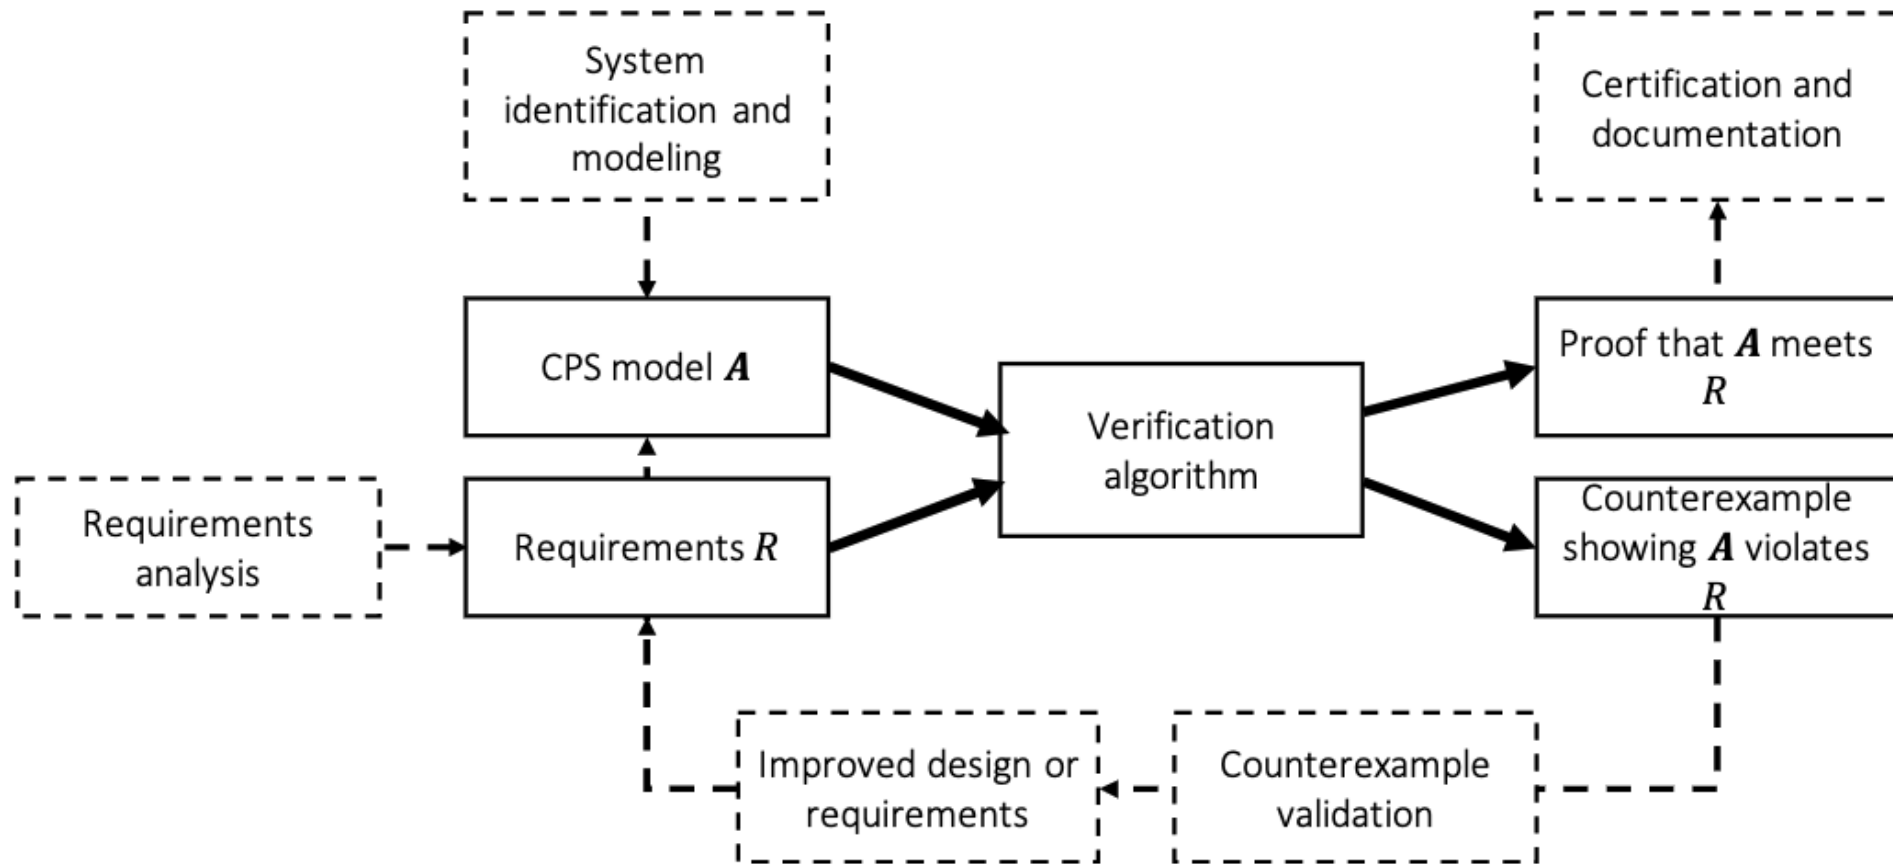 System
identification and
modeling
Certification and
documentation
CPS model A
Proof that A meets
R
Verification
algorithm
Requirements
analysis
Requirements R
Counterexample
showing A violates
R
Improved design or
requirements
Counterexample
validation